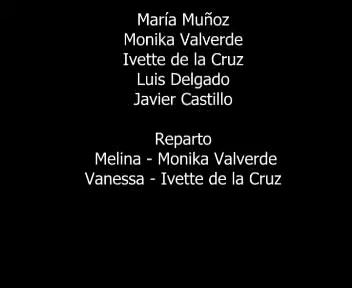 María Muñoz
Monika Valverde
Ivette de la Cruz
Luis Delgado
Javier Castillo
Reparto
Melina - Monika Valverde
Vanessa - Ivette de la Cruz